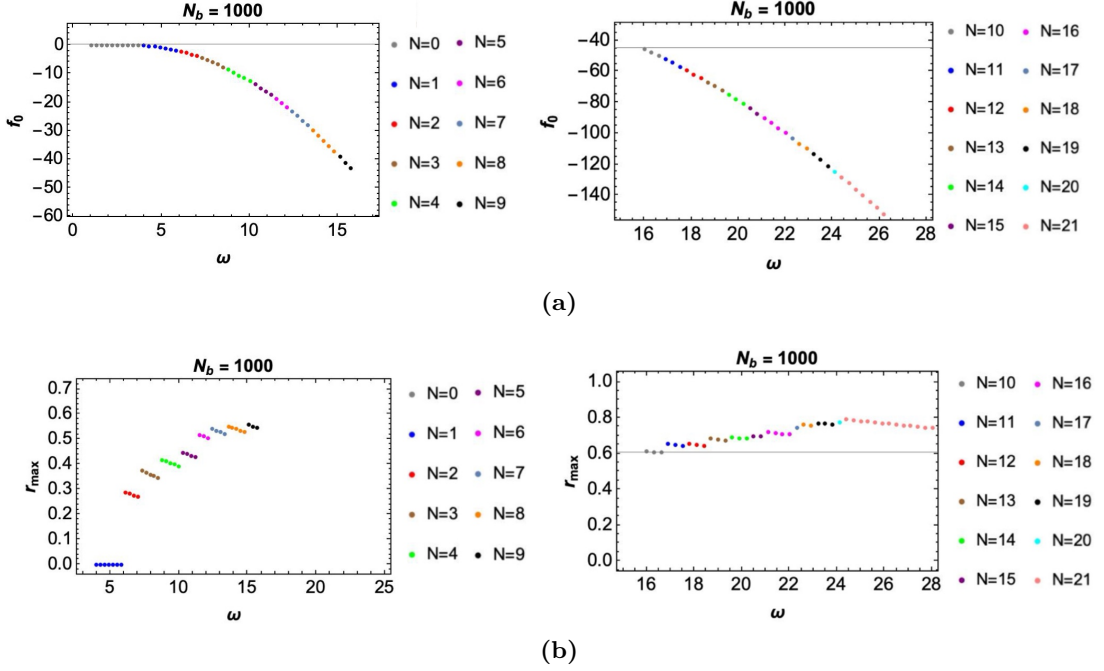 N_b = 1000
f_0
0
−10
−20
−30
−40
−50
−60
0 5 10 15
ω
N=0 N=5
N=1 N=6
N=2 N=7
N=3 N=8
N=4 N=9
N_b = 1000
f_0
−40
−60
−80
−100
−120
−140
16 18 20 22 24 26 28
ω
N=10 N=16
N=11 N=17
N=12 N=18
N=13 N=19
N=14 N=20
N=15 N=21
(a)
N_b = 1000
r_max
0.7
0.6
0.5
0.4
0.3
0.2
0.1
0.0
5 10 15 20 25
ω
N=0 N=5
N=1 N=6
N=2 N=7
N=3 N=8
N=4 N=9
N_b = 1000
r_max
1.0
0.8
0.6
0.4
0.2
0.0
16 18 20 22 24 26 28
ω
N=10 N=16
N=11 N=17
N=12 N=18
N=13 N=19
N=14 N=20
N=15 N=21
(b)